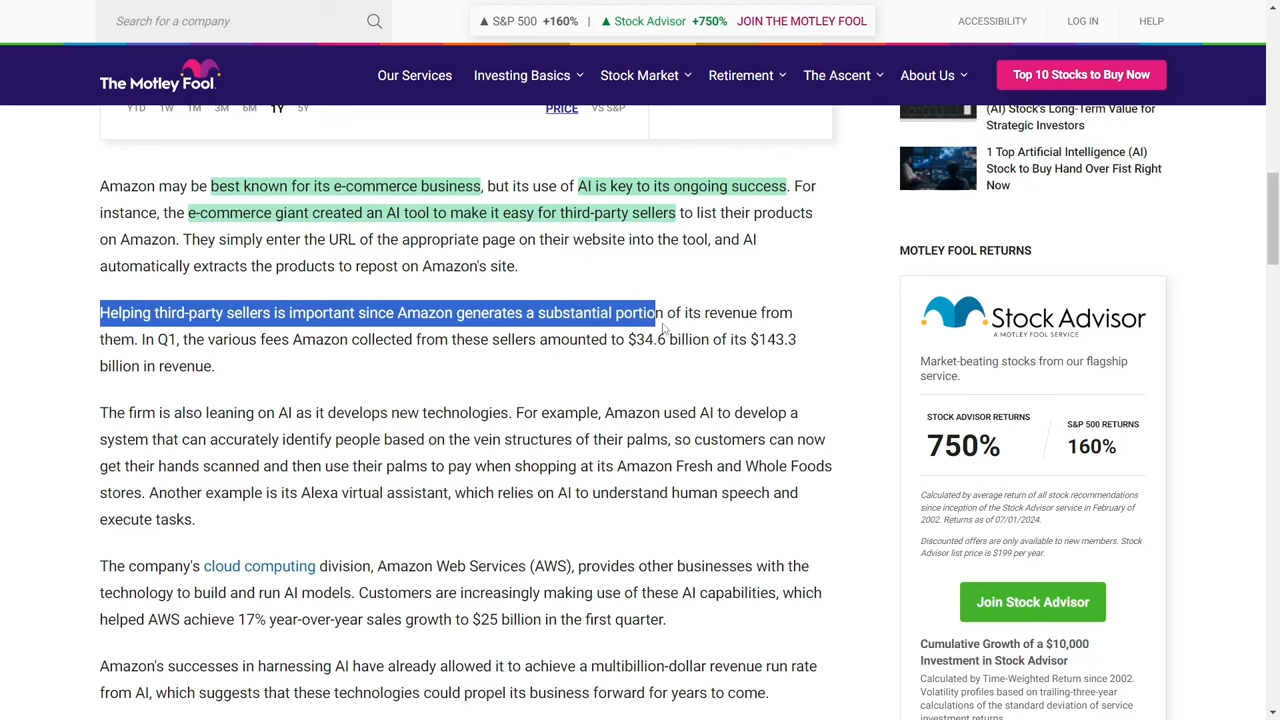 Search for a company
▲ S&P 500 +160% | ▲ Stock Advisor +750% JOIN THE MOTLEY FOOL
ACCESSIBILITY LOG IN HELP
The Motley Fool
Our Services Investing Basics Stock Market Retirement The Ascent About Us Top 10 Stocks to Buy Now
YTD 1W 1M 3M 6M 1Y 5Y PRICE VS S&P
Amazon may be best known for its e-commerce business, but its use of AI is key to its ongoing success. For
instance, the e-commerce giant created an AI tool to make it easy for third-party sellers to list their products
on Amazon. They simply enter the URL of the appropriate page on their website into the tool, and AI
automatically extracts the products to repost on Amazon's site.
Helping third-party sellers is important since Amazon generates a substantial portion of its revenue from
them. In Q1, the various fees Amazon collected from these sellers amounted to $34.6 billion of its $143.3
billion in revenue.
The firm is also leaning on AI as it develops new technologies. For example, Amazon used AI to develop a
system that can accurately identify people based on the vein structures of their palms, so customers can now
get their hands scanned and then use their palms to pay when shopping at its Amazon Fresh and Whole Foods
stores. Another example is its Alexa virtual assistant, which relies on AI to understand human speech and
execute tasks.
The company's cloud computing division, Amazon Web Services (AWS), provides other businesses with the
technology to build and run AI models. Customers are increasingly making use of these AI capabilities, which
helped AWS achieve 17% year-over-year sales growth to $25 billion in the first quarter.
Amazon's successes in harnessing AI have already allowed it to achieve a multibillion-dollar revenue run rate
from AI, which suggests that these technologies could propel its business forward for years to come.
(AI) Stock's Long-Term Value for
Strategic Investors
1 Top Artificial Intelligence (AI)
Stock to Buy Hand Over Fist Right
Now
MOTLEY FOOL RETURNS
Stock Advisor
A MOTLEY FOOL SERVICE
Market-beating stocks from our flagship
service.
STOCK ADVISOR RETURNS
750%
S&P 500 RETURNS
160%
Calculated by average return of all stock recommendations
since inception of the Stock Advisor service in February of
2002. Returns as of 07/01/2024.
Discounted offers are only available to new members. Stock
Advisor list price is $199 per year.
Join Stock Advisor
Cumulative Growth of a $10,000
Investment in Stock Advisor
Calculated by Time-Weighted Return since 2002.
Volatility profiles based on trailing-three-year
calculations of the standard deviation of service
investment returns.